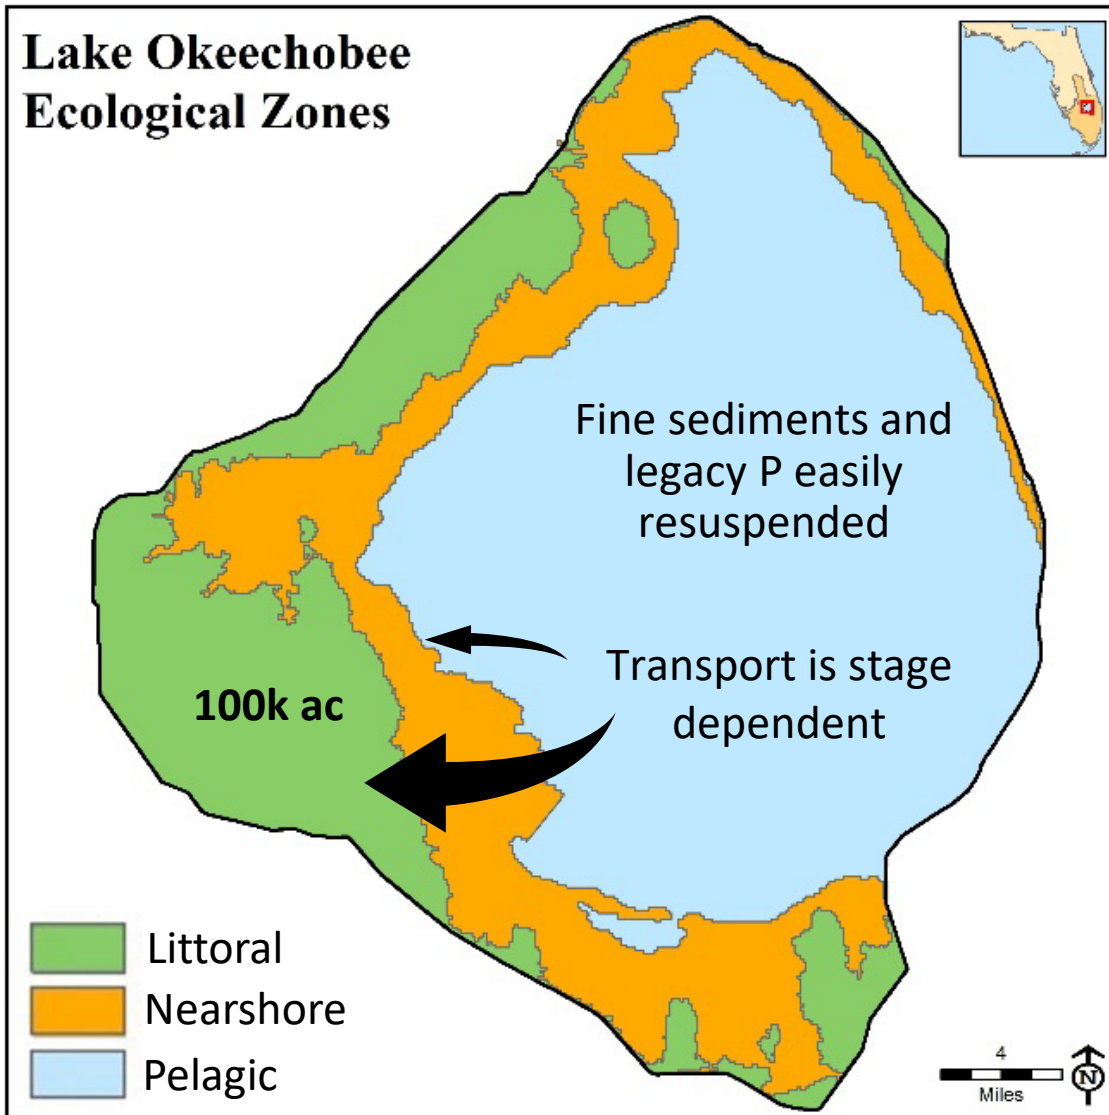 Lake Okeechobee
Ecological Zones
Fine sediments and
legacy P easily
resuspended
Transport is stage
dependent
100k ac
Littoral
Nearshore
Pelagic
4
Miles
N